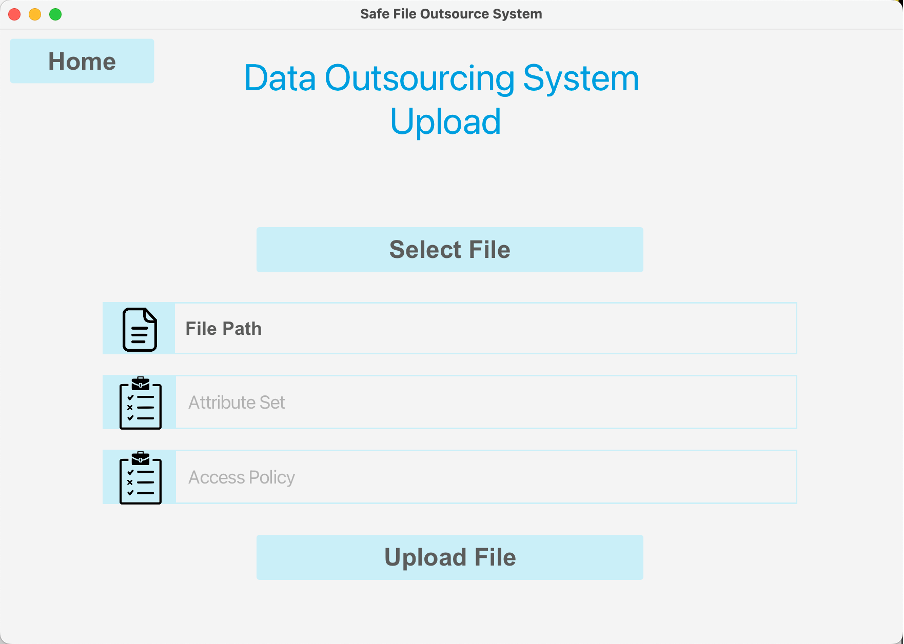 Safe File Outsource System
Home
Data Outsourcing System
Upload
Select File
File Path
Attribute Set
Access Policy
Upload File